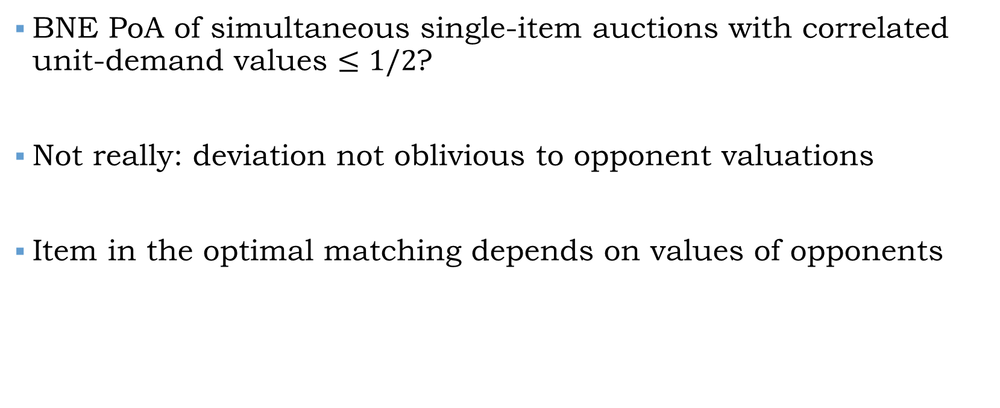 ▪ BNE PoA of simultaneous single-item auctions with correlated
unit-demand values ≤ 1/2?
▪ Not really: deviation not oblivious to opponent valuations
▪ Item in the optimal matching depends on values of opponents